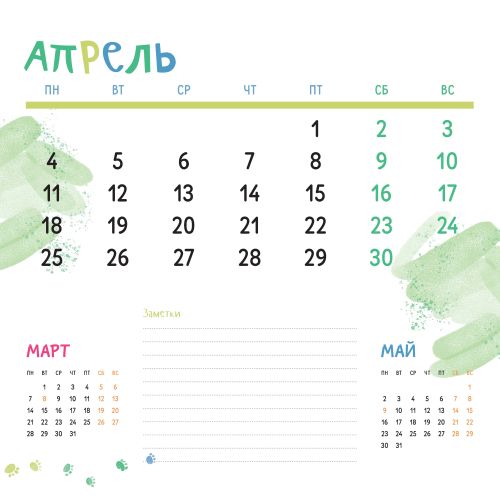 АПРЕЛЬ
ПН ВТ СР ЧТ ПТ СБ ВС
1 2 3
4 5 6 7 8 9 10
11 12 13 14 15 16 17
18 19 20 21 22 23 24
25 26 27 28 29 30
Заметки
МАРТ
ПН ВТ СР ЧТ ПТ СБ ВС
1 2 3 4 5 6
7 8 9 10 11 12 13
14 15 16 17 18 19 20
21 22 23 24 25 26 27
28 29 30 31
МАЙ
ПН ВТ СР ЧТ ПТ СБ ВС
1
2 3 4 5 6 7 8
9 10 11 12 13 14 15
16 17 18 19 20 21 22
23 24 25 26 27 28 29
30 31